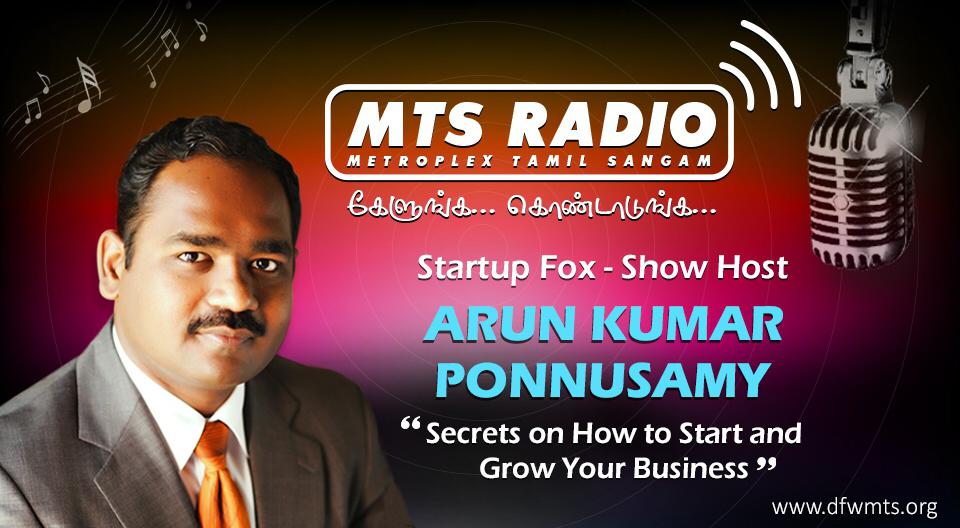 MTS RADIO
METROPLEX TAMIL SANGAM
கேளுங்க... கொண்டாடுங்க...
Startup Fox - Show Host
ARUN KUMAR
PONNUSAMY
“Secrets on How to Start and
Grow Your Business”
www.dfwmts.org